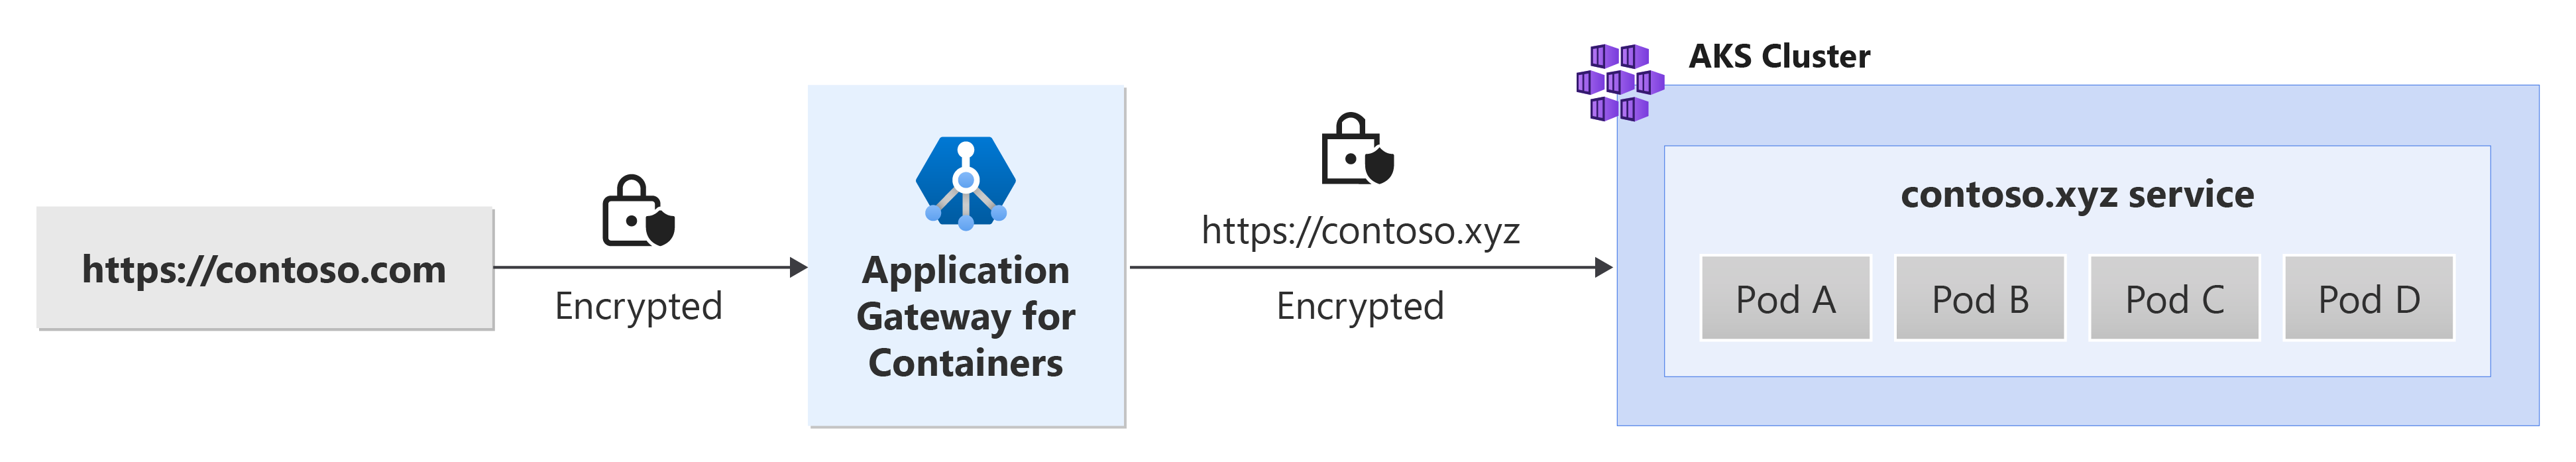 https://contoso.com
Encrypted
Application
Gateway for
Containers
https://contoso.xyz
Encrypted
AKS Cluster
contoso.xyz service
Pod A
Pod B
Pod C
Pod D